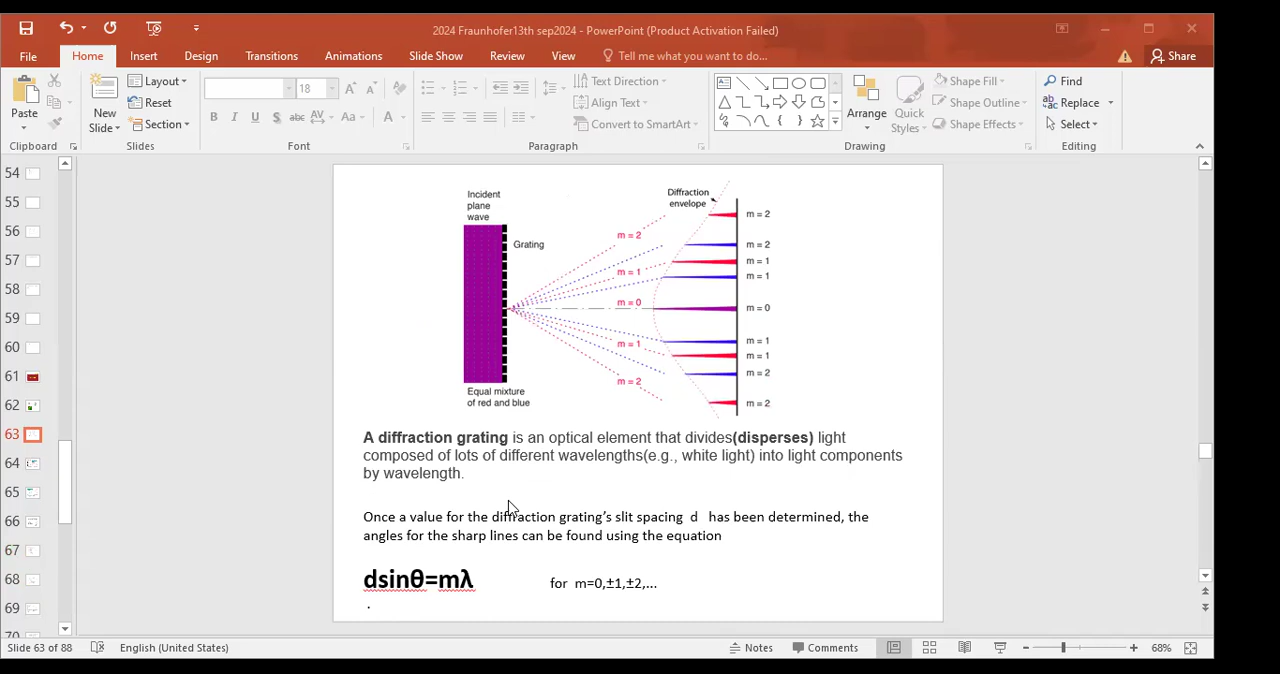 2024 Fraunhofer13th sep2024 - PowerPoint (Product Activation Failed)
File Home Insert Design Transitions Animations Slide Show Review View Tell me what you want to do... Share
Paste
New Slide
Layout
Reset
Section
18
B I U S abc AV Aa A
Text Direction
Align Text
Convert to SmartArt
Arrange
Quick Styles
Shape Fill
Shape Outline
Shape Effects
Find
Replace
Select
Clipboard Slides Font Paragraph Drawing Editing
54
55
56
57
58
59
60
61
62
63
64
65
66
67
68
69
70
Incident
plane
wave
Grating
Equal mixture
of red and blue
m = 2
m = 1
m = 0
m = 1
m = 2
Diffraction
envelope
m = 2
m = 2
m = 1
m = 1
m = 0
m = 1
m = 1
m = 2
m = 2
A diffraction grating is an optical element that divides(disperses) light
composed of lots of different wavelengths(e.g., white light) into light components
by wavelength.
Once a value for the diffraction grating’s slit spacing d has been determined, the
angles for the sharp lines can be found using the equation
dsinθ=mλ for m=0,±1,±2,...
.
Slide 63 of 88 English (United States) Notes Comments 68%